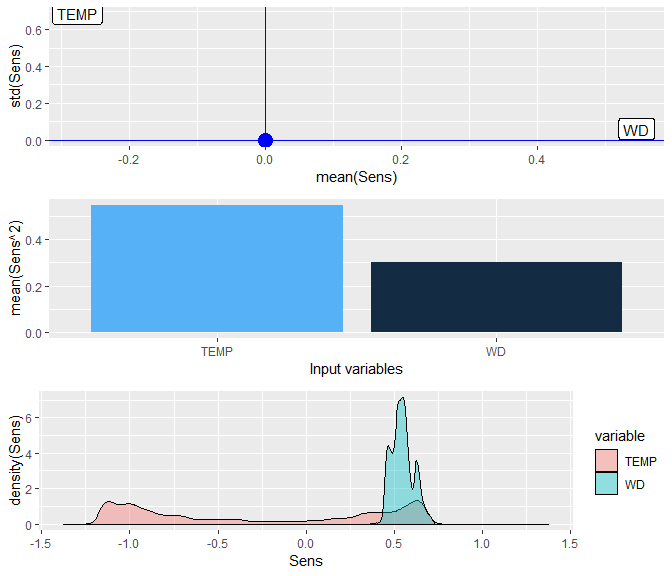 TEMP
0.6
0.4
0.2
0.0
std(Sens)
WD
-0.2
0.0
0.2
0.4
mean(Sens)
0.4
0.2
0.0
mean(Sens^2)
TEMP
WD
Input variables
6
4
2
0
density(Sens)
-1.5
-1.0
-0.5
0.0
0.5
1.0
1.5
Sens
variable
TEMP
WD